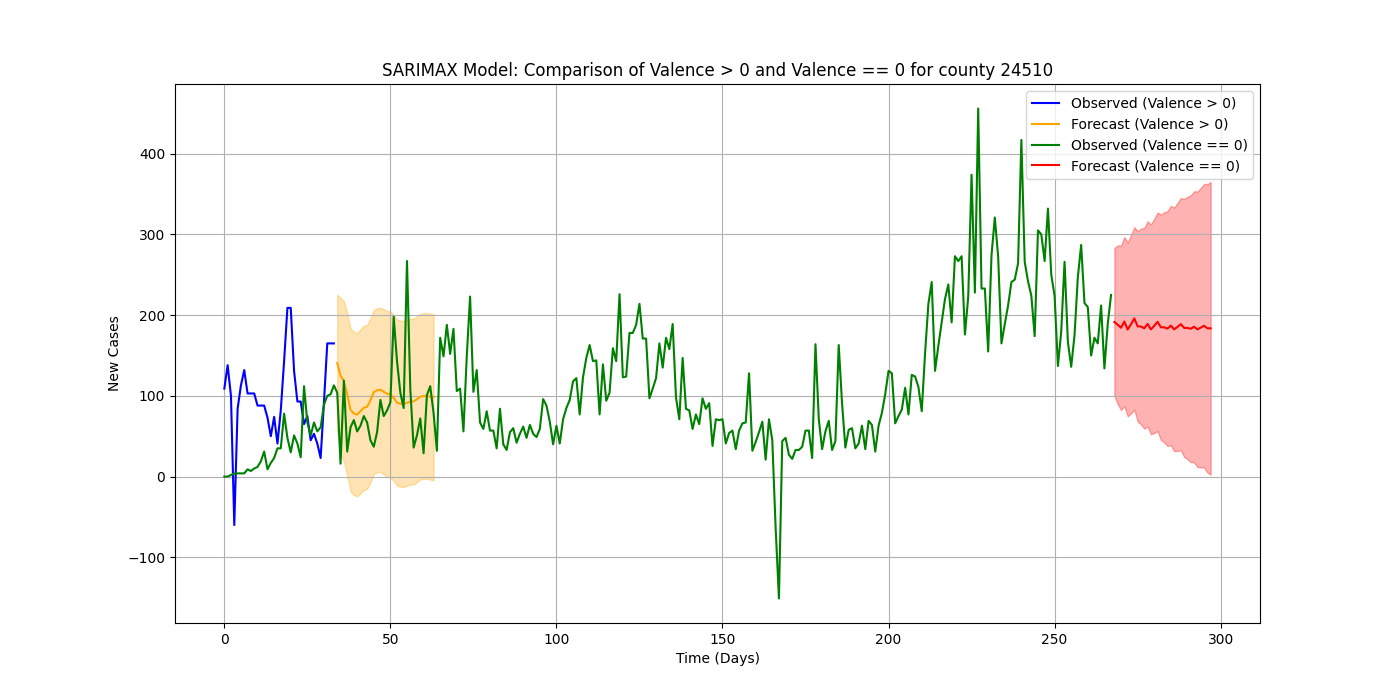 SARIMAX Model: Comparison of Valence > 0 and Valence == 0 for county 24510
Observed (Valence > 0)
Forecast (Valence > 0)
Observed (Valence == 0)
Forecast (Valence == 0)
New Cases
400
300
200
100
0
−100
0 50 100 150 200 250 300
Time (Days)